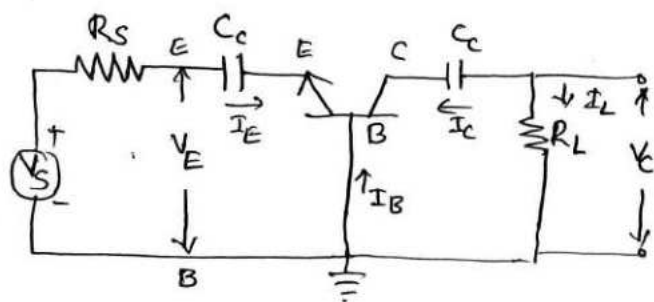 RS E Cc E C Cc
+ VS - VE IE B IC IL RL VC
IB
B